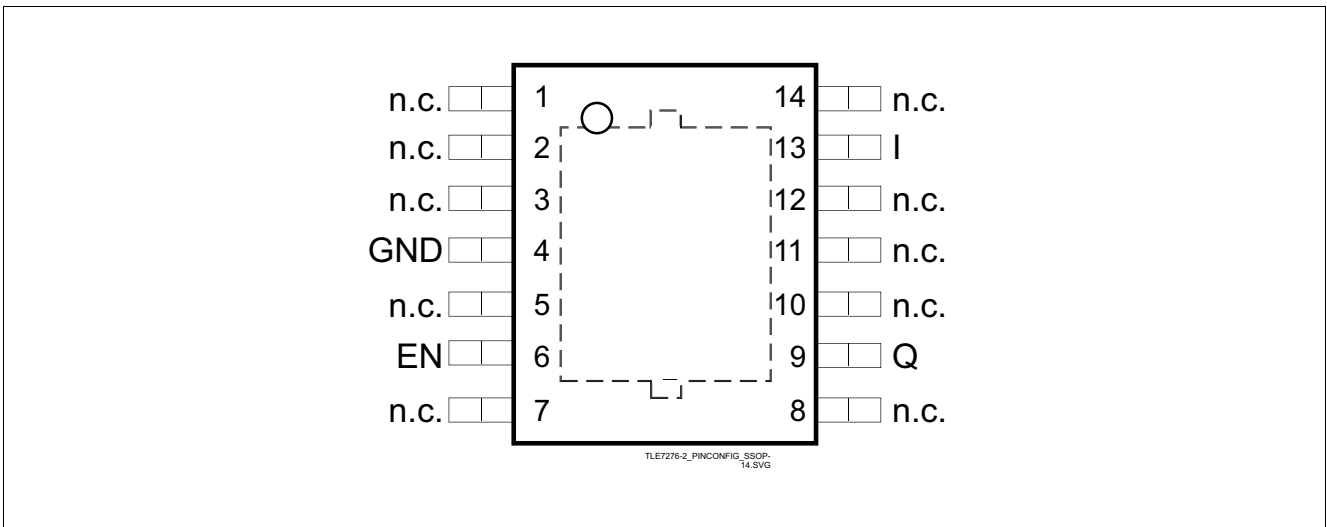 n.c. 1 14 n.c.
n.c. 2 13 I
n.c. 3 12 n.c.
GND 4 11 n.c.
n.c. 5 10 n.c.
EN 6 9 Q
n.c. 7 8 n.c.
TLE7276-2_PINCONFIG_SSOP-
14.SVG